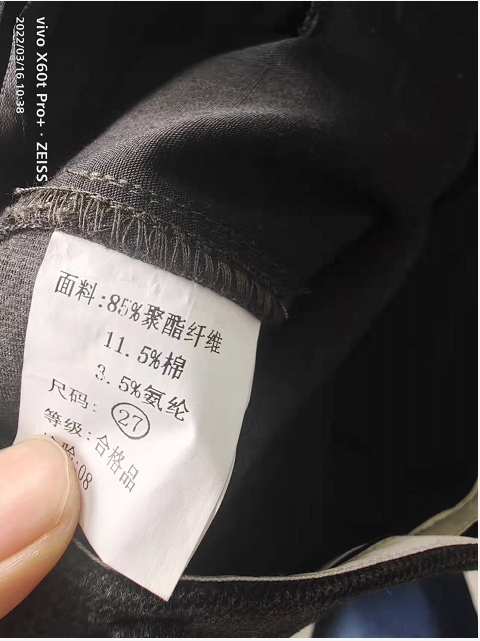 vivo X60t Pro+ · ZEISS
2022/03/16 10:38
面料:85%聚酯纤维
11.5%棉
3.5%氨纶
尺码: 27
等级:合格品
:08